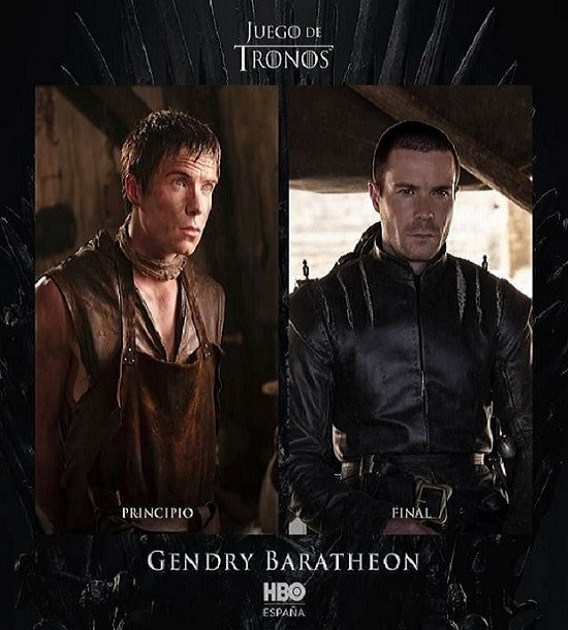 JUEGO DE
TRONOS
PRINCIPIO
FINAL
GENDRY BARATHEON
HBO
ESPAÑA